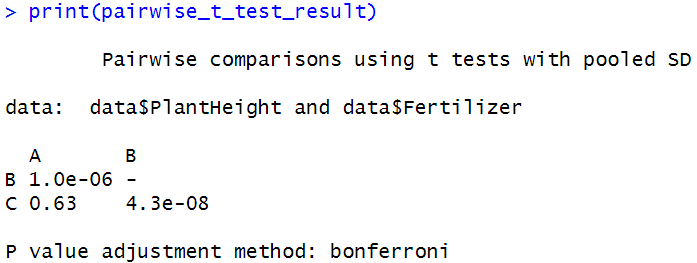 > print(pairwise_t_test_result)
Pairwise comparisons using t tests with pooled SD
data:  data$PlantHeight and data$Fertilizer
A       B
B 1.0e-06 -
C 0.63    4.3e-08
P value adjustment method: bonferroni